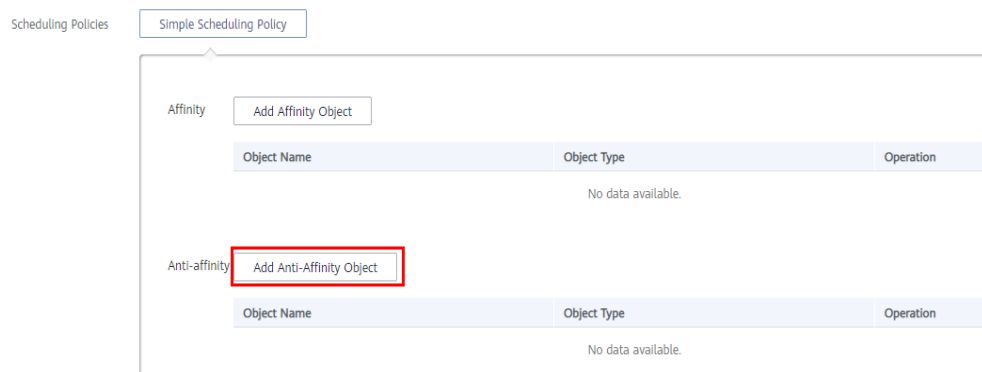 Scheduling Policies Simple Scheduling Policy
Affinity Add Affinity Object
Object Name Object Type Operation
No data available.
Anti-affinity Add Anti-Affinity Object
Object Name Object Type Operation
No data available.